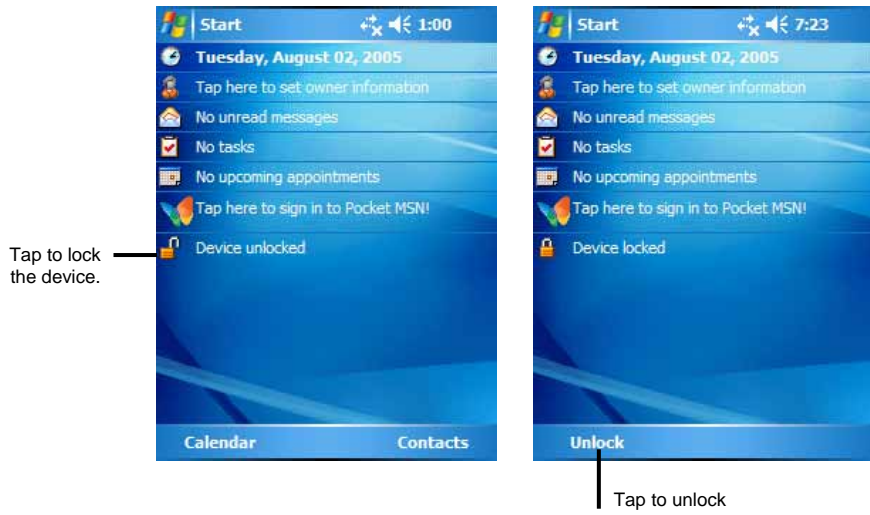 Start 1:00
Tuesday, August 02, 2005
Tap here to set owner information
No unread messages
No tasks
No upcoming appointments
Tap here to sign in to Pocket MSN!
Tap to lock
the device.
Device unlocked
Calendar Contacts
Start 7:23
Tuesday, August 02, 2005
Tap here to set owner information
No unread messages
No tasks
No upcoming appointments
Tap here to sign in to Pocket MSN!
Device locked
Unlock
Tap to unlock